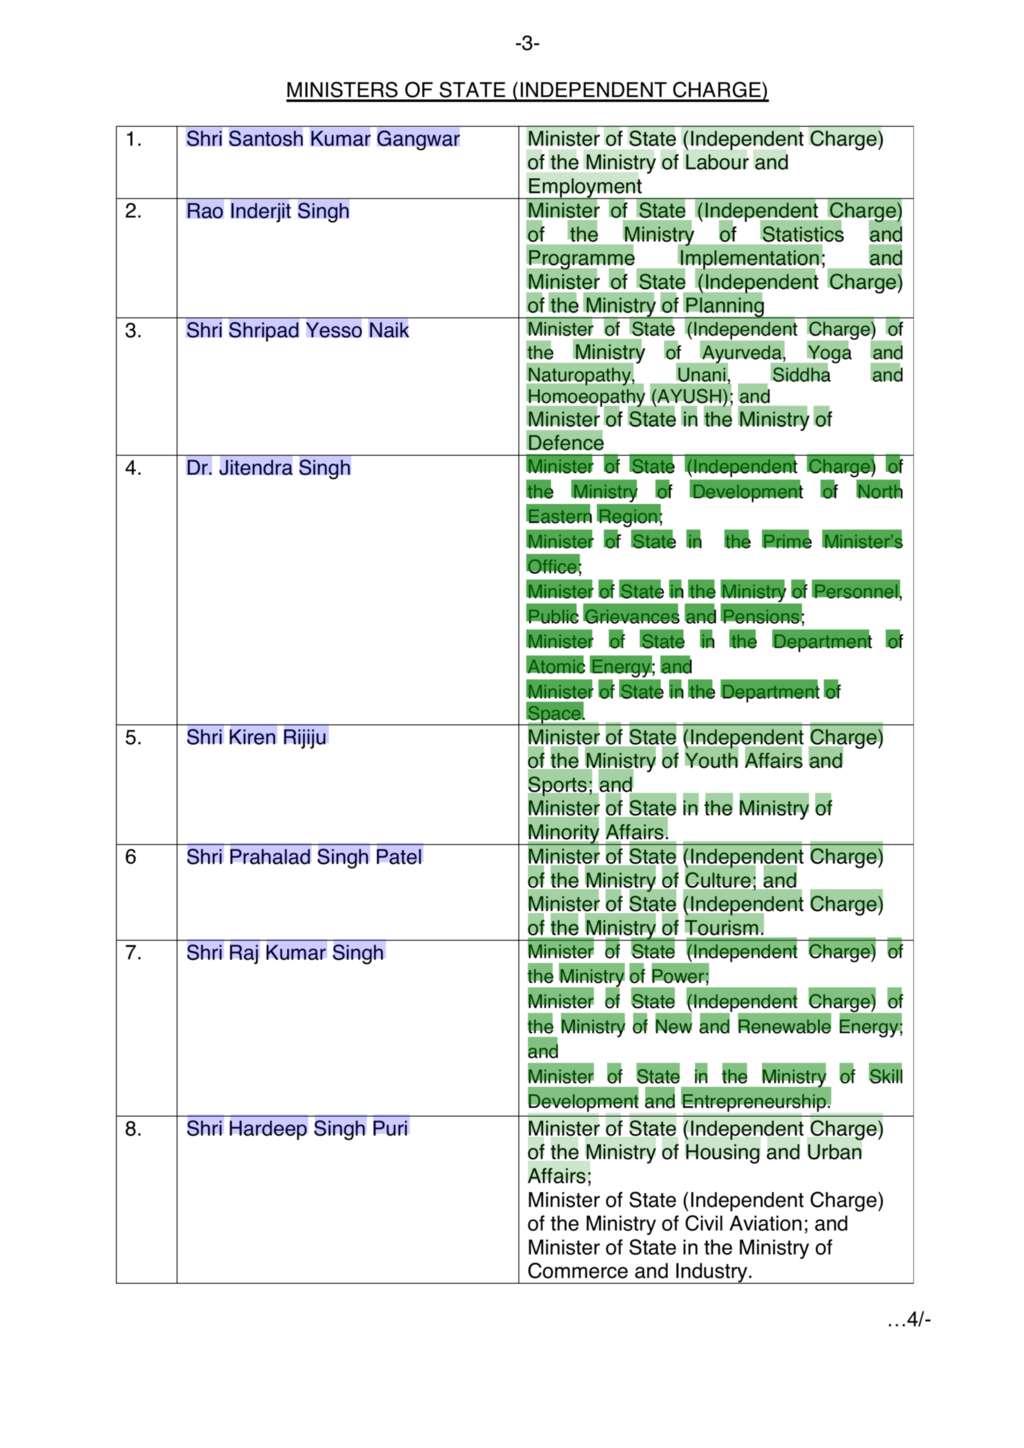 -3-
MINISTERS OF STATE (INDEPENDENT CHARGE)
1. Shri Santosh Kumar Gangwar Minister of State (Independent Charge)
of the Ministry of Labour and
Employment
2. Rao Inderjit Singh Minister of State (Independent Charge)
of the Ministry of Statistics and
Programme Implementation; and
Minister of State (Independent Charge)
of the Ministry of Planning
3. Shri Shripad Yesso Naik Minister of State (Independent Charge) of
the Ministry of Ayurveda, Yoga and
Naturopathy, Unani, Siddha and
Homoeopathy (AYUSH); and
Minister of State in the Ministry of
Defence
4. Dr. Jitendra Singh Minister of State (Independent Charge) of
the Ministry of Development of North
Eastern Region;
Minister of State in the Prime Minister's
Office;
Minister of State in the Ministry of Personnel,
Public Grievances and Pensions;
Minister of State in the Department of
Atomic Energy; and
Minister of State in the Department of
Space.
5. Shri Kiren Rijiju Minister of State (Independent Charge)
of the Ministry of Youth Affairs and
Sports; and
Minister of State in the Ministry of
Minority Affairs.
6 Shri Prahalad Singh Patel Minister of State (Independent Charge)
of the Ministry of Culture; and
Minister of State (Independent Charge)
of the Ministry of Tourism.
7. Shri Raj Kumar Singh Minister of State (Independent Charge) of
the Ministry of Power;
Minister of State (Independent Charge) of
the Ministry of New and Renewable Energy;
and
Minister of State in the Ministry of Skill
Development and Entrepreneurship.
8. Shri Hardeep Singh Puri Minister of State (Independent Charge)
of the Ministry of Housing and Urban
Affairs;
Minister of State (Independent Charge)
of the Ministry of Civil Aviation; and
Minister of State in the Ministry of
Commerce and Industry.
…4/-